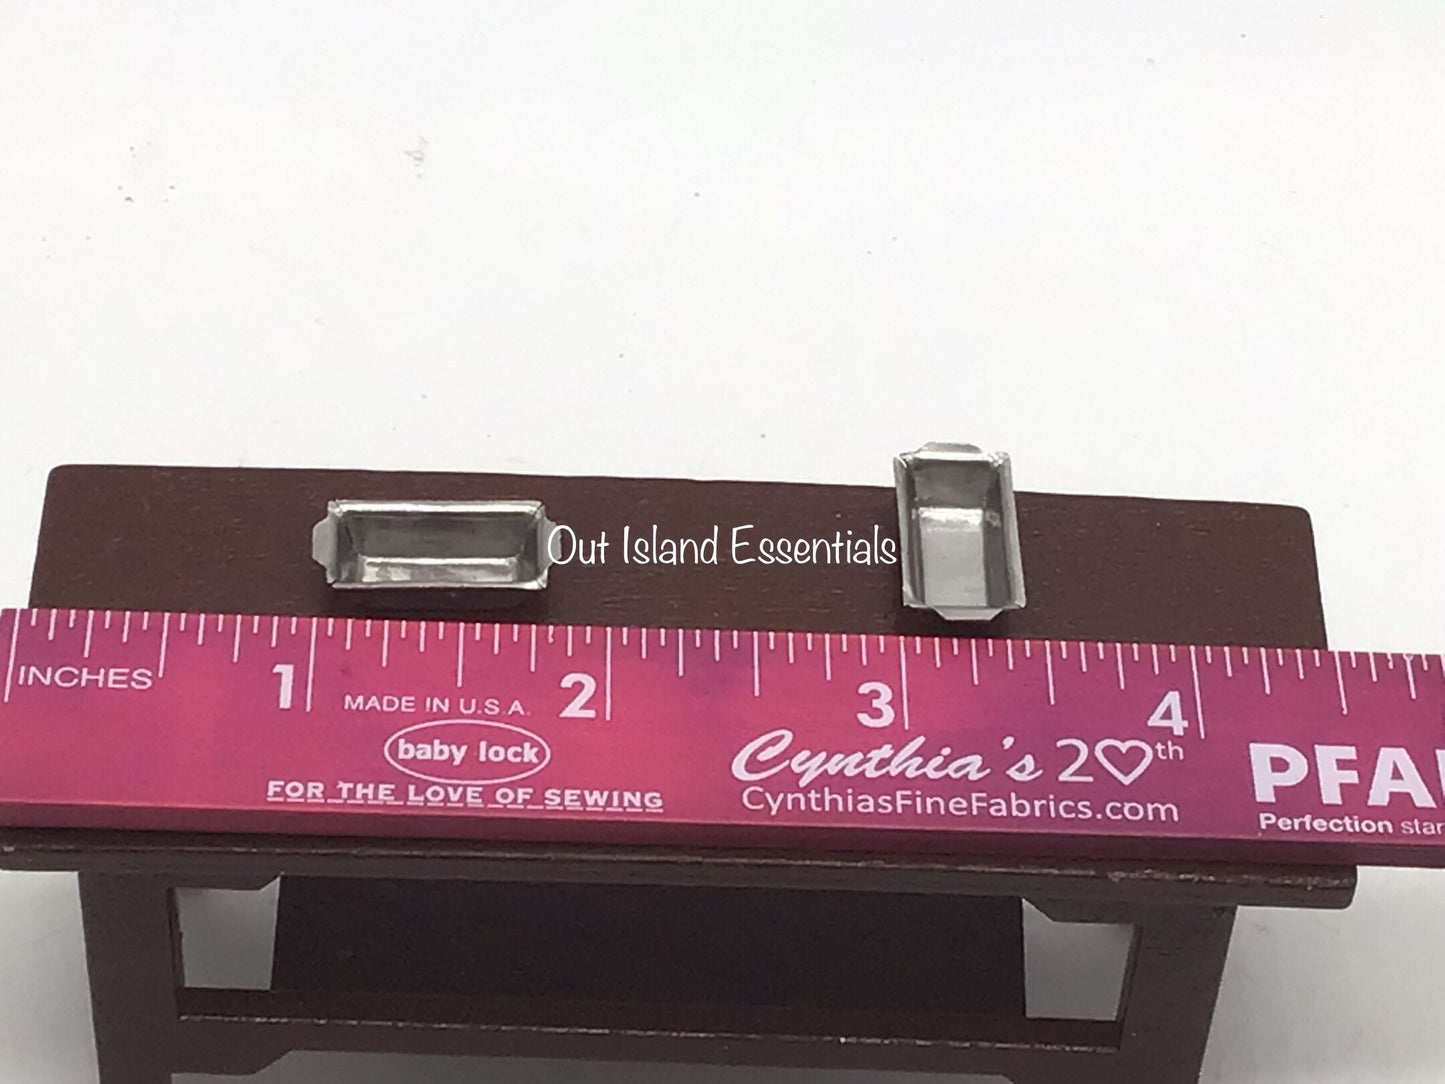 Out Island Essentials
INCHES 1 2 3 4
MADE IN U.S.A.
baby lock
FOR THE LOVE OF SEWING
Cynthia's 20th
CynthiasFineFabrics.com
Perfection